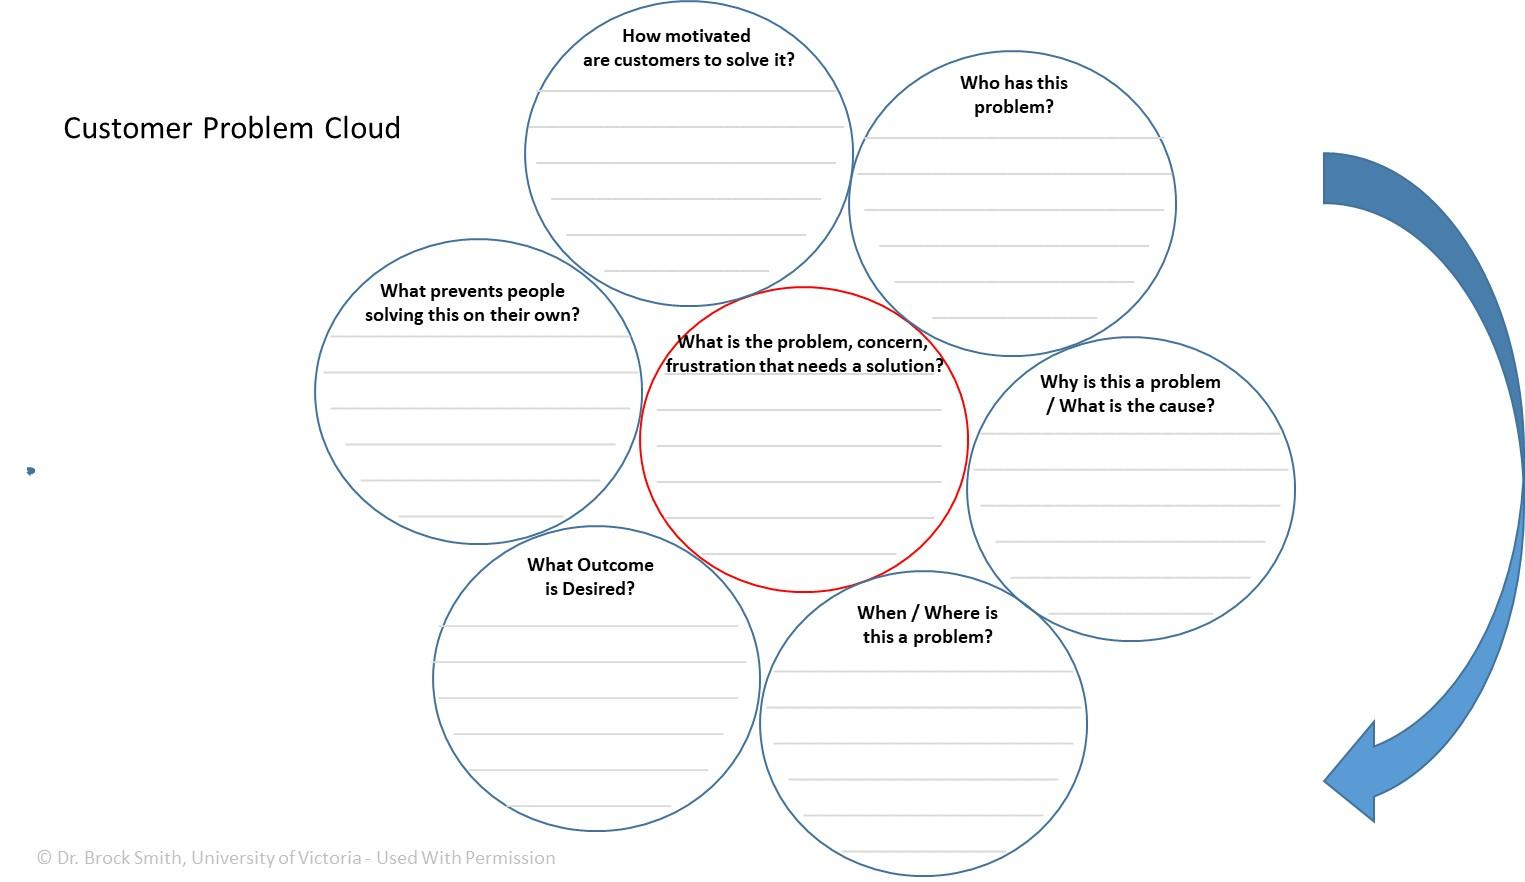 Customer Problem Cloud
How motivated
are customers to solve it?
Who has this
problem?
What prevents people
solving this on their own?
What is the problem, concern,
frustration that needs a solution?
Why is this a problem
/ What is the cause?
What Outcome
is Desired?
When / Where is
this a problem?
© Dr. Brock Smith, University of Victoria - Used With Permission